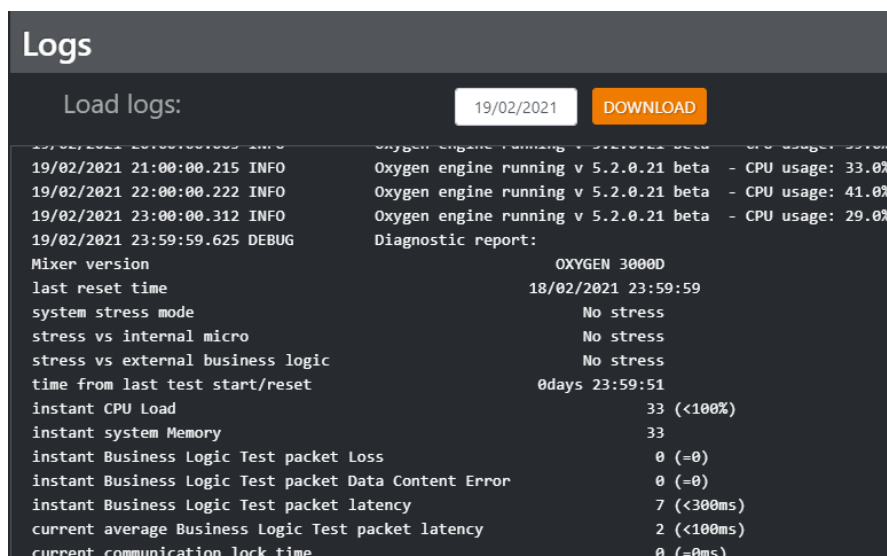 Logs
Load logs:
19/02/2021
DOWNLOAD
19/02/2021 21:00:00.215 INFO Oxygen engine running v 5.2.0.21 beta - CPU usage: 33.0%
19/02/2021 22:00:00.222 INFO Oxygen engine running v 5.2.0.21 beta - CPU usage: 41.0%
19/02/2021 23:00:00.312 INFO Oxygen engine running v 5.2.0.21 beta - CPU usage: 29.0%
19/02/2021 23:59:59.625 DEBUG Diagnostic report:
Mixer version OXYGEN 3000D
last reset time 18/02/2021 23:59:59
system stress mode No stress
stress vs internal micro No stress
stress vs external business logic No stress
time from last test start/reset 0days 23:59:51
instant CPU Load 33 (<100%)
instant system Memory 33
instant Business Logic Test packet Loss 0 (=0)
instant Business Logic Test packet Data Content Error 0 (=0)
instant Business Logic Test packet latency 7 (<300ms)
current average Business Logic Test packet latency 2 (<100ms)
current communication lock time 0 (=0ms)